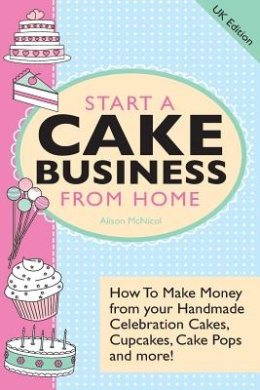 UK Edition
START A
CAKE
BUSINESS
FROM HOME
Alison McNicol
How To Make Money
from your Handmade
Celebration Cakes,
Cupcakes, Cake Pops
and more!